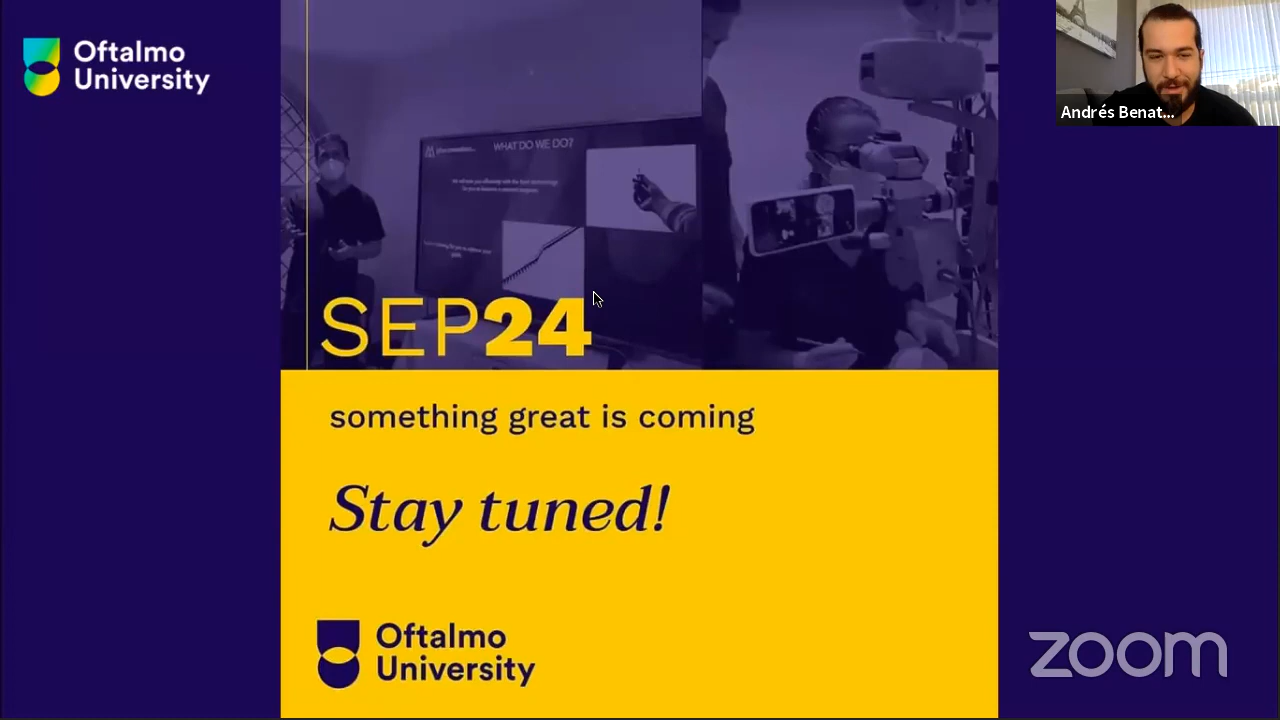 Oftalmo
University
Andrés Benat...
WHAT DO WE DO?
SEP24
something great is coming
Stay tuned!
Oftalmo
University
zoom